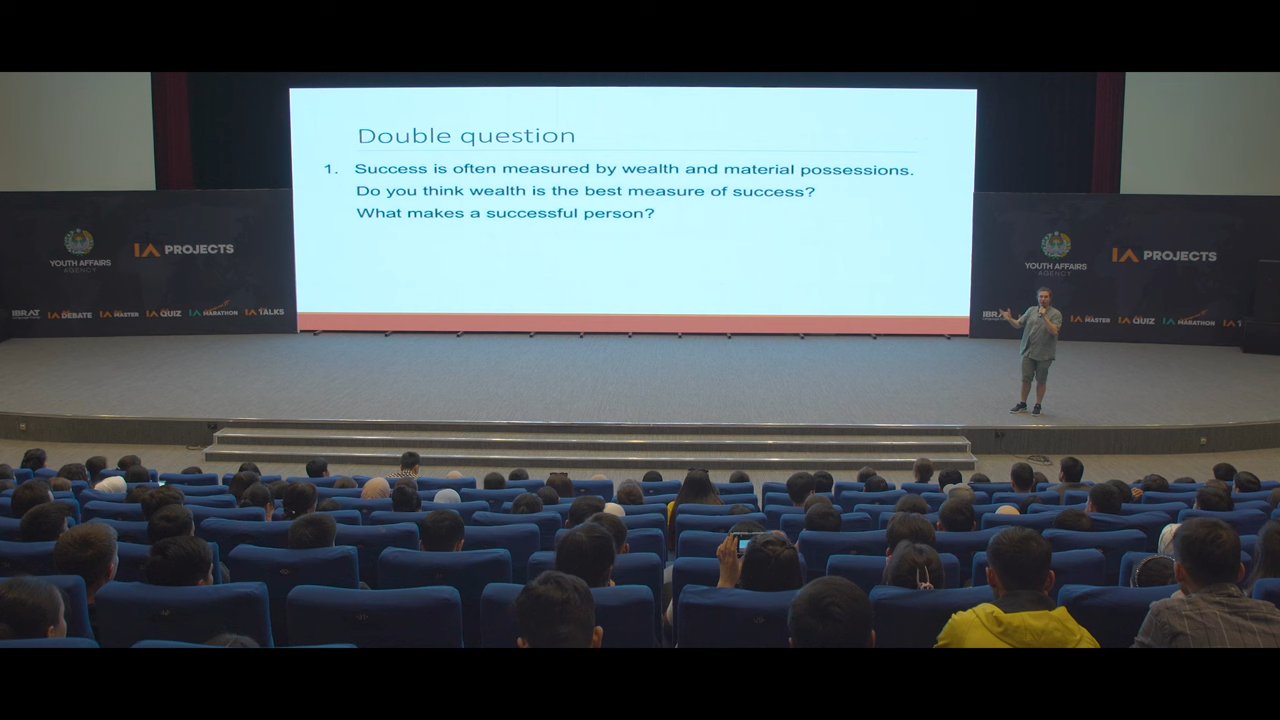 Double question
1. Success is often measured by wealth and material possessions.
Do you think wealth is the best measure of success?
What makes a successful person?
YOUTH AFFAIRS
AGENCY
IA PROJECTS
IBRAT
IA DEBATE
IA MASTER
IA QUIZ
IA MARATHON
IA TALKS
YOUTH AFFAIRS
AGENCY
IA PROJECTS
IA MASTER
IA QUIZ
IA MARATHON